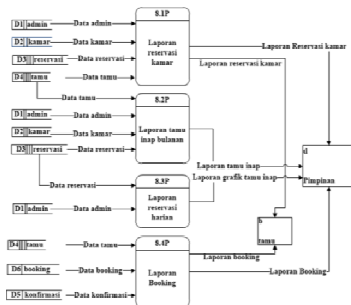 8.1P
D1 admin
Data admin
D2 kamar
Data kamar
Laporan reservasi kamar
Laporan Reservasi kamar
D3 reservasi
Data reservasi
Laporan reservasi kamar
D4 tamu
Data tamu
8.2P
Data tamu
D1 admin
Data admin
D2 kamar
Data kamar
Laporan tamu inap bulanan
D3 reservasi
Data reservasi
Laporan tamu inap
d
Laporan grafik tamu inap
Pimpinan
8.3P
Data reservasi
Laporan reservasi harian
D1 admin
Data admin
h
tamu
8.4P
D4 tamu
Data tamu
Laporan booking
D6 booking
Data booking
Laporan Booking
Laporan Booking
D5 konfirmasi
Data konfirmasi